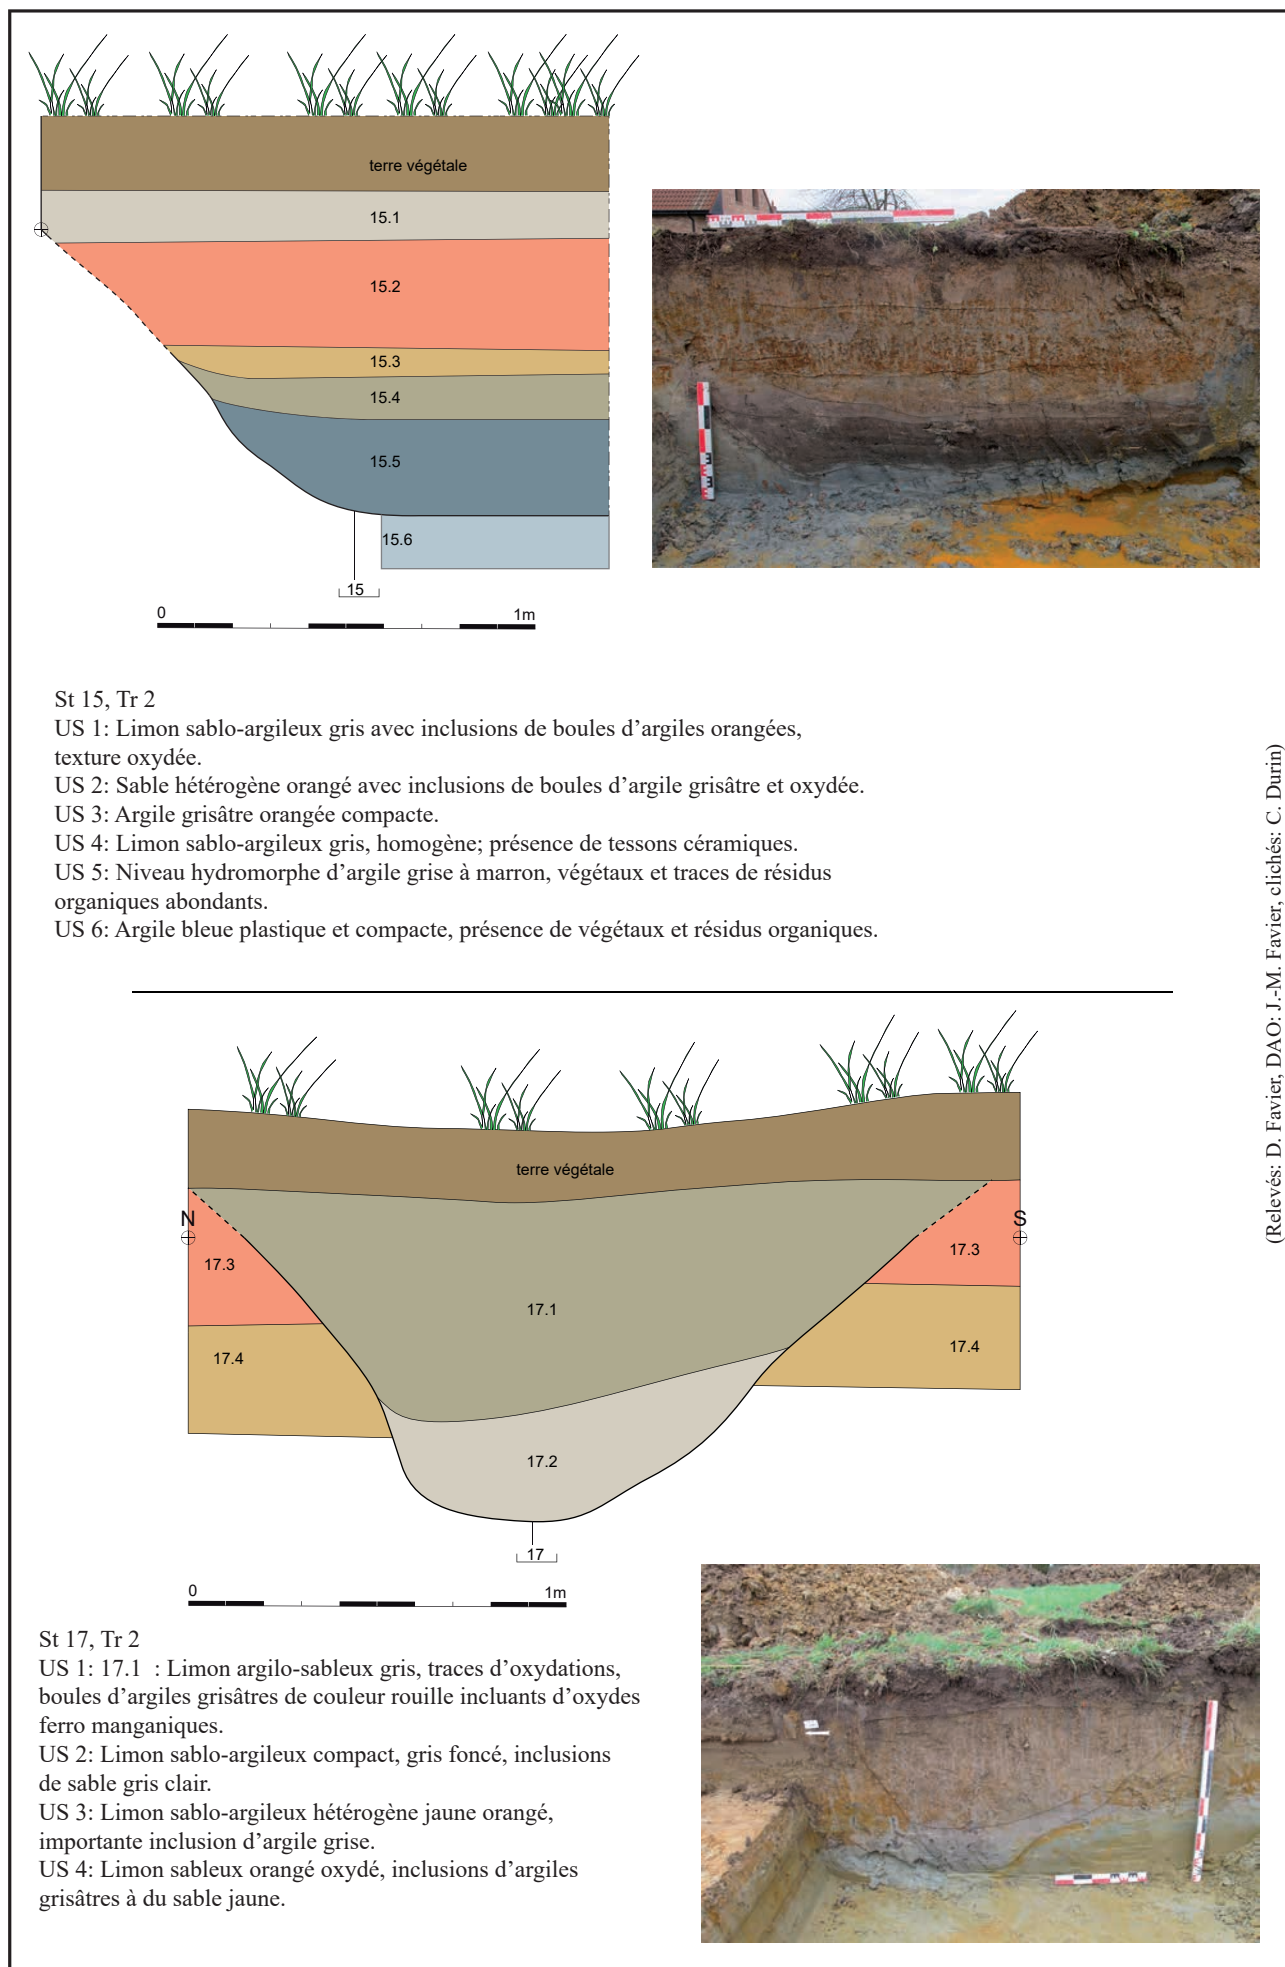 terre végétale
15.1
15.2
15.3
15.4
15.5
15.6
15
0 1m
St 15, Tr 2
US 1: Limon sablo-argileux gris avec inclusions de boules d’argiles orangées,
texture oxydée.
US 2: Sable hétérogène orangé avec inclusions de boules d’argile grisâtre et oxydée.
US 3: Argile grisâtre orangée compacte.
US 4: Limon sablo-argileux gris, homogène; présence de tessons céramiques.
US 5: Niveau hydromorphe d’argile grise à marron, végétaux et traces de résidus
organiques abondants.
US 6: Argile bleue plastique et compacte, présence de végétaux et résidus organiques.
(Relevés: D. Favier, DAO: J.-M. Favier, clichés: C. Durin)
terre végétale
N S
17.3 17.3
17.1
17.4 17.4
17.2
17
0 1m
St 17, Tr 2
US 1: 17.1 : Limon argilo-sableux gris, traces d’oxydations,
boules d’argiles grisâtres de couleur rouille incluants d’oxydes
ferro manganiques.
US 2: Limon sablo-argileux compact, gris foncé, inclusions
de sable gris clair.
US 3: Limon sablo-argileux hétérogène jaune orangé,
importante inclusion d’argile grise.
US 4: Limon sableux orangé oxydé, inclusions d’argiles
grisâtres à du sable jaune.